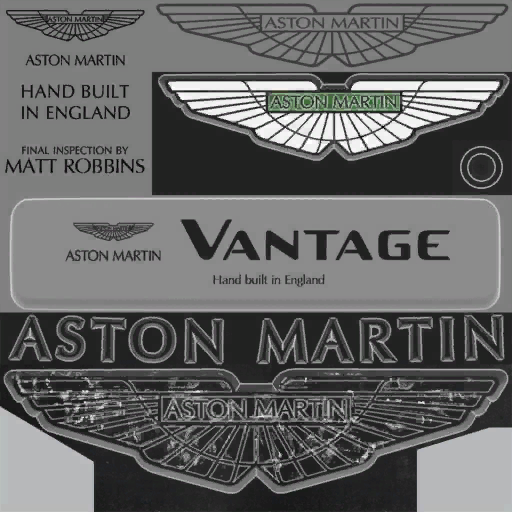 ASTON MARTIN
ASTON MARTIN
HAND BUILT
IN ENGLAND
FINAL INSPECTION BY
MATT ROBBINS
ASTON MARTIN
ASTON MARTIN
ASTON MARTIN
VANTAGE
Hand built in England
ASTON MARTIN
ASTON MARTIN